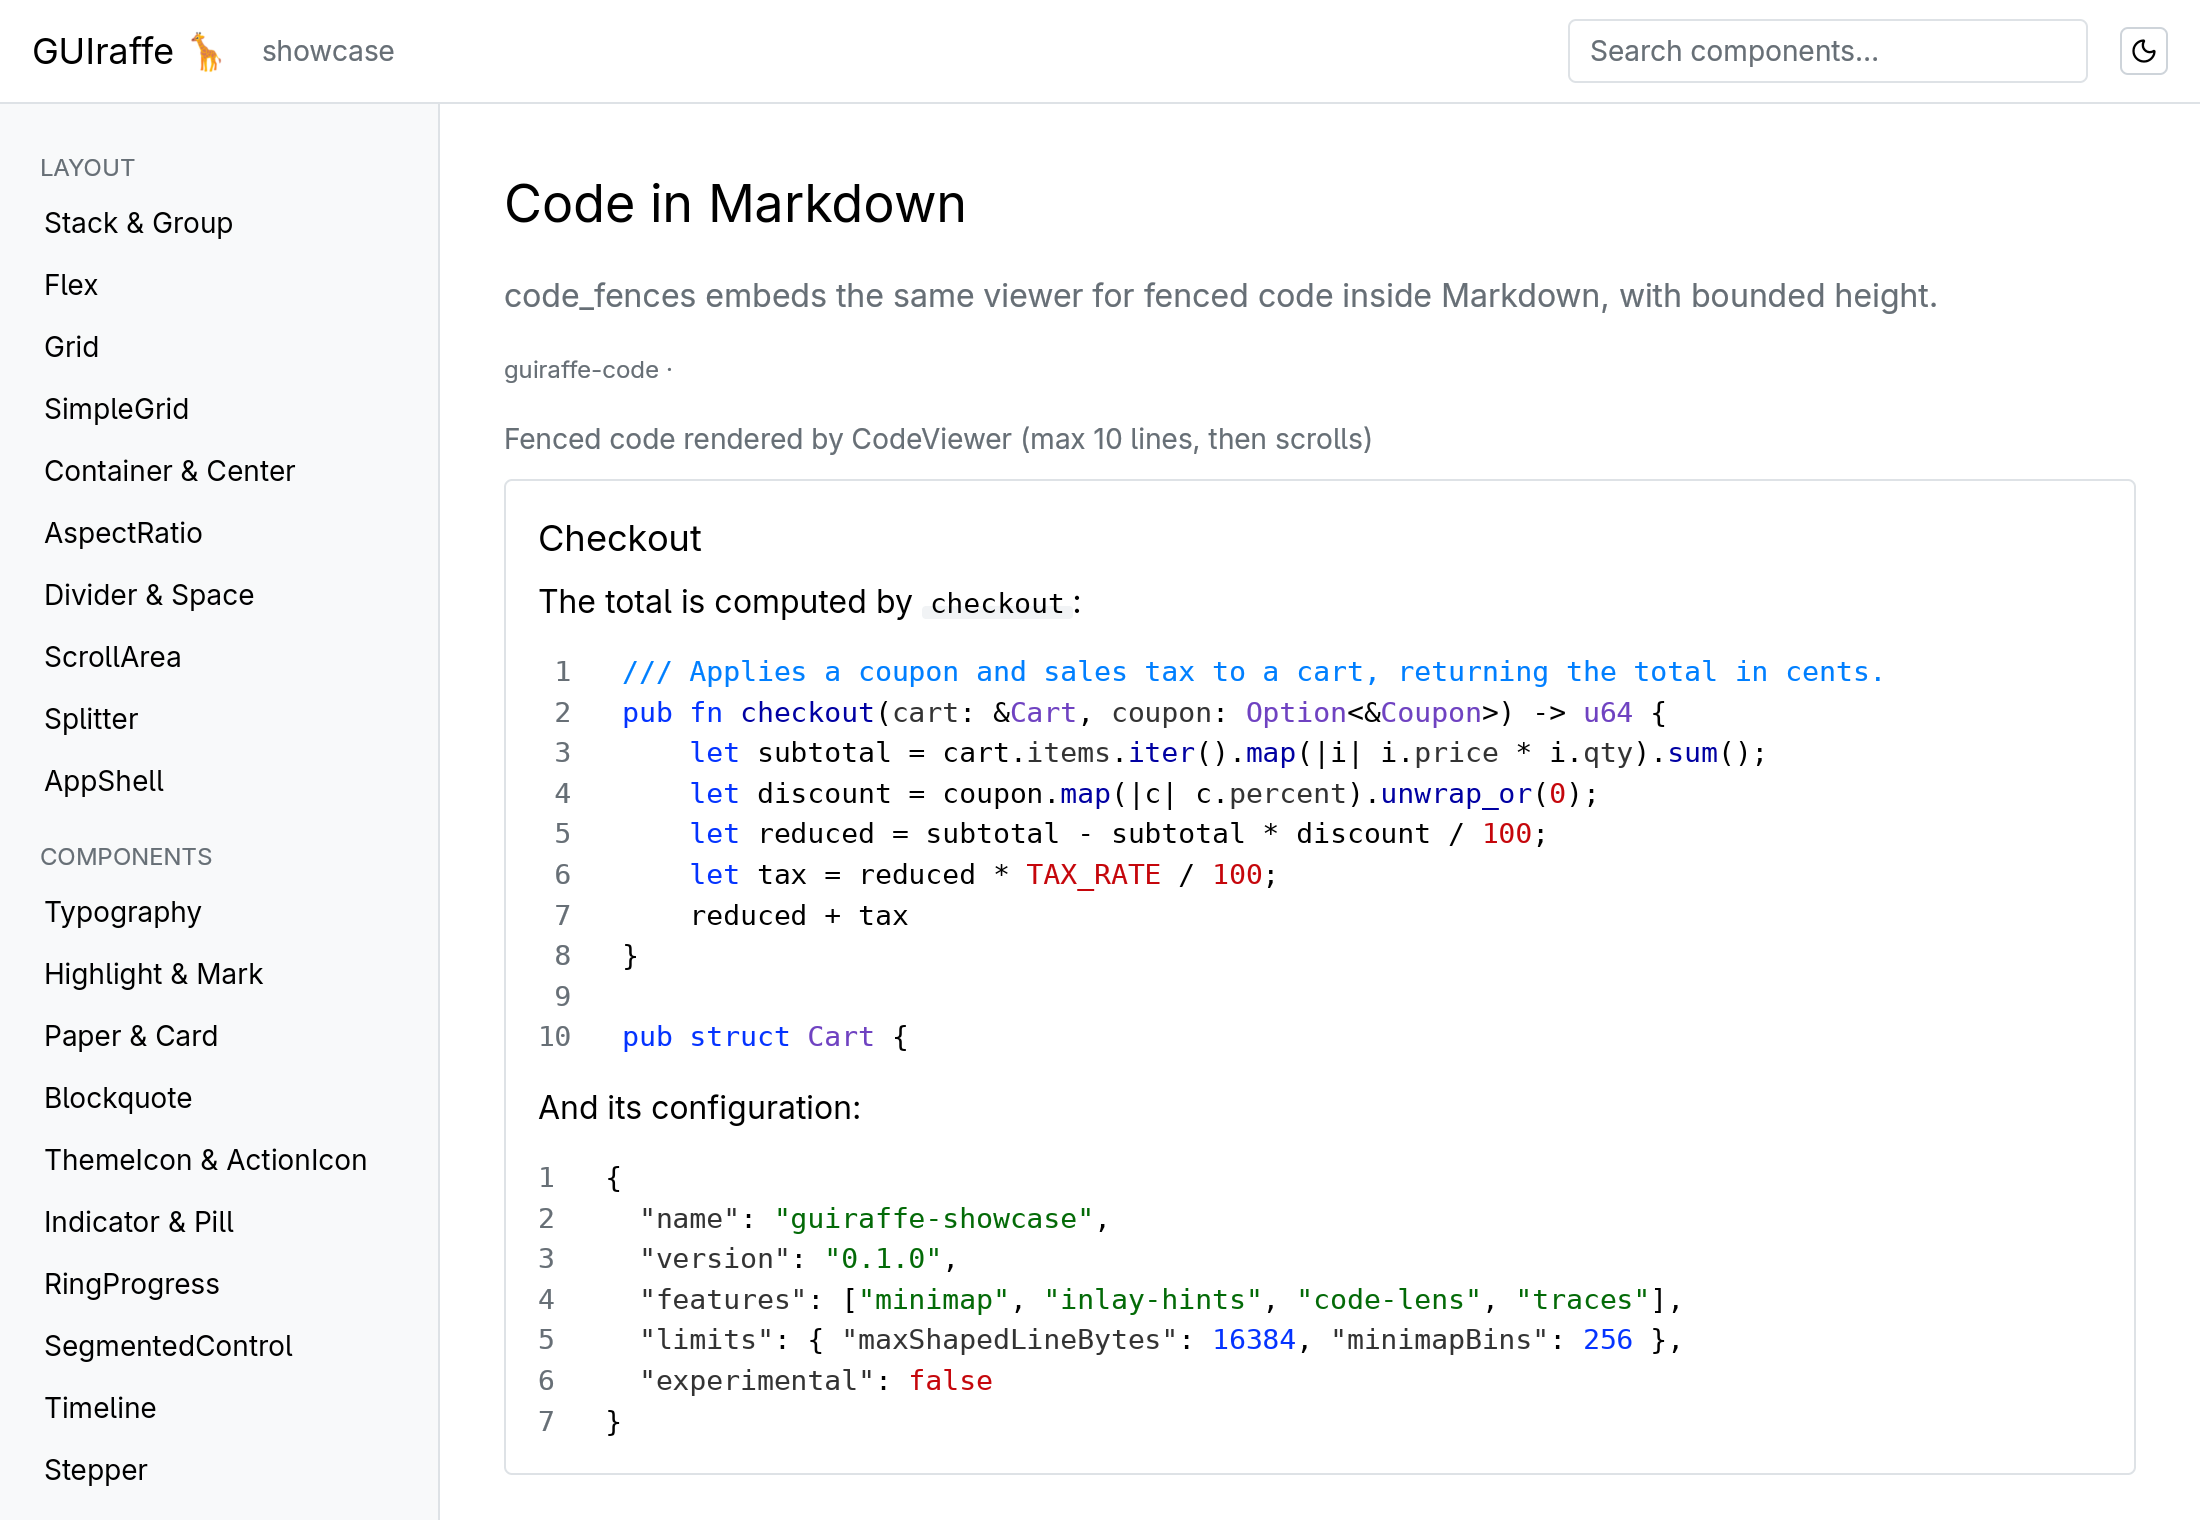 GUIraffe 🦒 showcase
Search components...
LAYOUT
Stack & Group
Flex
Grid
SimpleGrid
Container & Center
AspectRatio
Divider & Space
ScrollArea
Splitter
AppShell
COMPONENTS
Typography
Highlight & Mark
Paper & Card
Blockquote
ThemeIcon & ActionIcon
Indicator & Pill
RingProgress
SegmentedControl
Timeline
Stepper
Code in Markdown
code_fences embeds the same viewer for fenced code inside Markdown, with bounded height.
guiraffe-code ·
Fenced code rendered by CodeViewer (max 10 lines, then scrolls)
Checkout
The total is computed by checkout:
1 /// Applies a coupon and sales tax to a cart, returning the total in cents.
2 pub fn checkout(cart: &Cart, coupon: Option<&Coupon>) -> u64 {
3     let subtotal = cart.items.iter().map(|i| i.price * i.qty).sum();
4     let discount = coupon.map(|c| c.percent).unwrap_or(0);
5     let reduced = subtotal - subtotal * discount / 100;
6     let tax = reduced * TAX_RATE / 100;
7     reduced + tax
8 }
9
10 pub struct Cart {
And its configuration:
1 {
2   "name": "guiraffe-showcase",
3   "version": "0.1.0",
4   "features": ["minimap", "inlay-hints", "code-lens", "traces"],
5   "limits": { "maxShapedLineBytes": 16384, "minimapBins": 256 },
6   "experimental": false
7 }